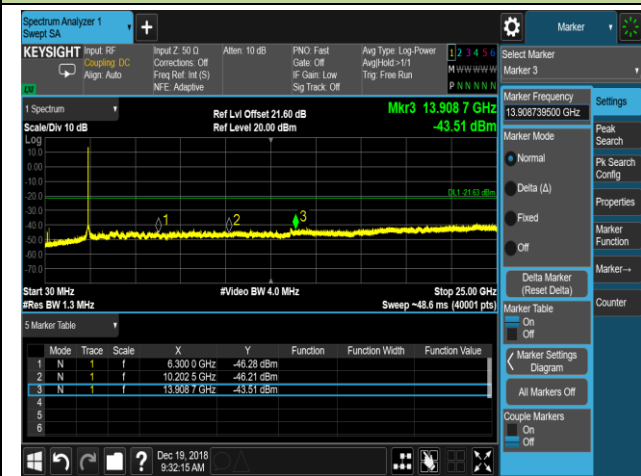 Spectrum Analyzer 1
Swept SA
+
Marker
KEYSIGHT
Input: RF
Coupling: DC
Align: Auto
Input Z: 50 Ω
Corrections: Off
Freq Ref: Int (S)
NFE: Adaptive
Atten: 10 dB
PNO: Fast
Gate: Off
IF Gain: Low
Sig Track: Off
Avg Type: Log-Power
Avg|Hold:>1/1
Trig: Free Run
1 2 3 4 5 6
M W W W W W
P N N N N N
LXI
Select Marker
Marker 3
1 Spectrum
Scale/Div 10 dB
Log
Ref Lvl Offset 21.60 dB
Ref Level 20.00 dBm
Mkr3 13.908 7 GHz
-43.51 dBm
10.0
0.00
-10.0
-20.0
-30.0
-40.0
-50.0
-60.0
-70.0
DL1 -21.63 dBm
1
2
3
Start 30 MHz
#Res BW 1.3 MHz
#Video BW 4.0 MHz
Stop 25.00 GHz
Sweep ~48.6 ms (40001 pts)
5 Marker Table
Mode Trace Scale X Y Function Function Width Function Value
1 N 1 f 6.300 0 GHz -46.28 dBm
2 N 1 f 10.202 5 GHz -46.21 dBm
3 N 1 f 13.908 7 GHz -43.51 dBm
4
5
6
Marker Frequency
13.908739500 GHz
Marker Mode
Normal
Delta (Δ)
Fixed
Off
Delta Marker
(Reset Delta)
Marker Table
On
Off
Marker Settings
Diagram
All Markers Off
Couple Markers
On
Off
Settings
Peak
Search
Pk Search
Config
Properties
Marker
Function
Marker→
Counter
?
Dec 19, 2018
9:32:15 AM